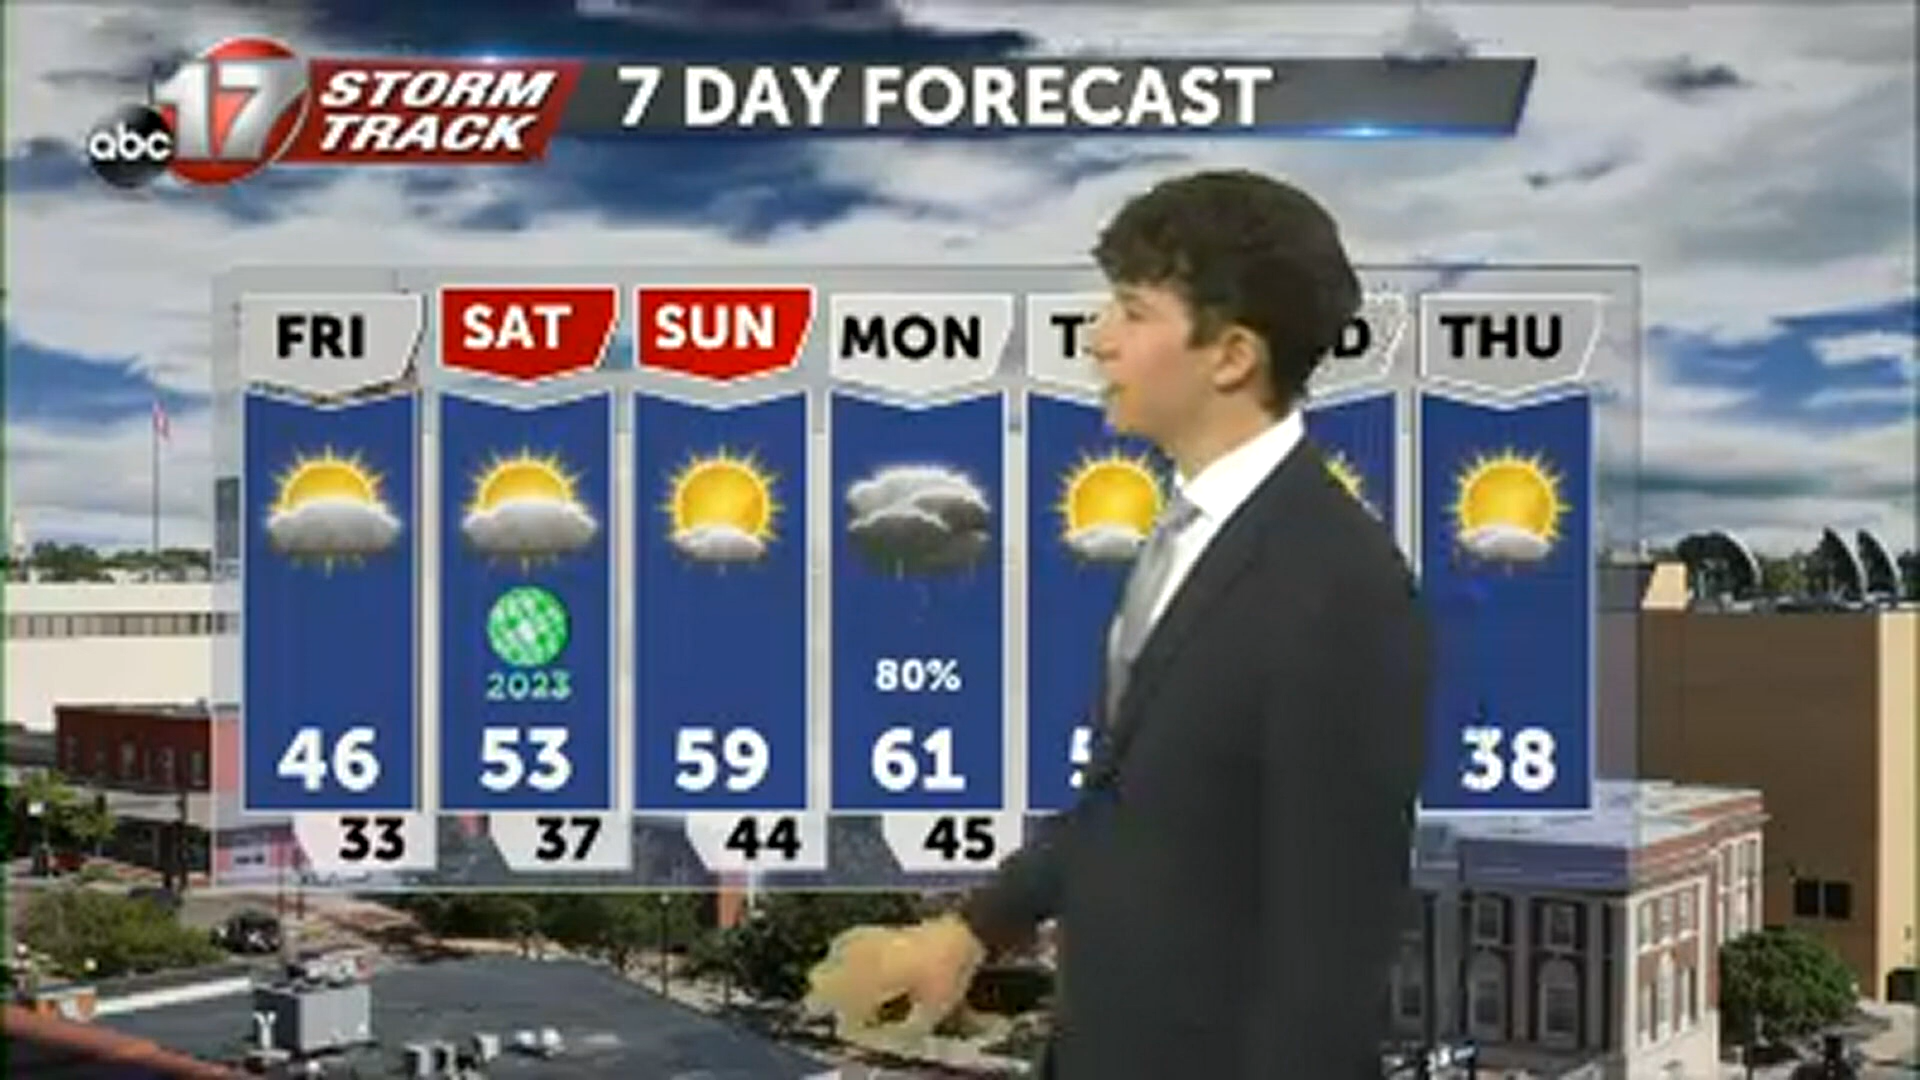 abc 17 STORM TRACK
7 DAY FORECAST
FRI SAT SUN MON THU
2023
80%
46 53 59 61 38
33 37 44 45